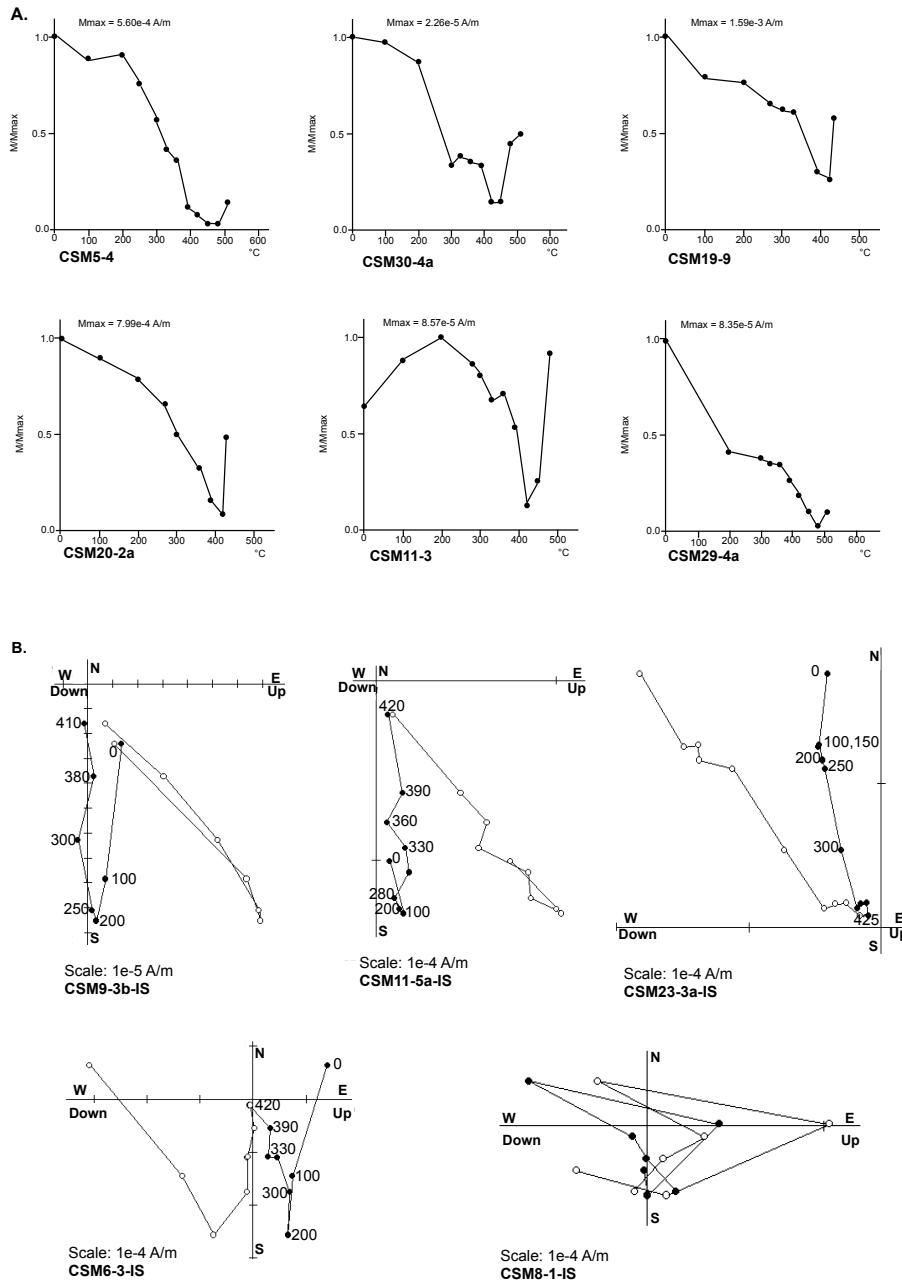 A.
Mmax = 5.60e-4 A/m
1.0
0.5
0.0
M/Mmax
0 100 200 300 400 500 600
°C
CSM5-4
Mmax = 2.26e-5 A/m
1.0
0.5
0.0
M/Mmax
0 100 200 300 400 500 600
°C
CSM30-4a
Mmax = 1.59e-3 A/m
1.0
0.5
0.0
M/Mmax
0 100 200 300 400 500
°C
CSM19-9
Mmax = 7.99e-4 A/m
1.0
0.5
0.0
M/Mmax
0 100 200 300 400 500
°C
CSM20-2a
Mmax = 8.57e-5 A/m
1.0
0.5
0.0
M/Mmax
0 100 200 300 400 500
°C
CSM11-3
Mmax = 8.35e-5 A/m
1.0
0.5
0.0
M/Mmax
0 100 200 300 400 500 600
°C
CSM29-4a
B.
W N E
Down Up
410
0
380
300
100
250
200
S
Scale: 1e-5 A/m
CSM9-3b-IS
W N E
Down Up
420
390
360
330
0
280
200 100
S
Scale: 1e-4 A/m
CSM11-5a-IS
N
0
100,150
200
250
300
425
W E
Down Up
S
Scale: 1e-4 A/m
CSM23-3a-IS
N
0
W E
Down Up
420
390
330
100
300
200
S
Scale: 1e-4 A/m
CSM6-3-IS
N
W E
Down Up
S
Scale: 1e-4 A/m
CSM8-1-IS